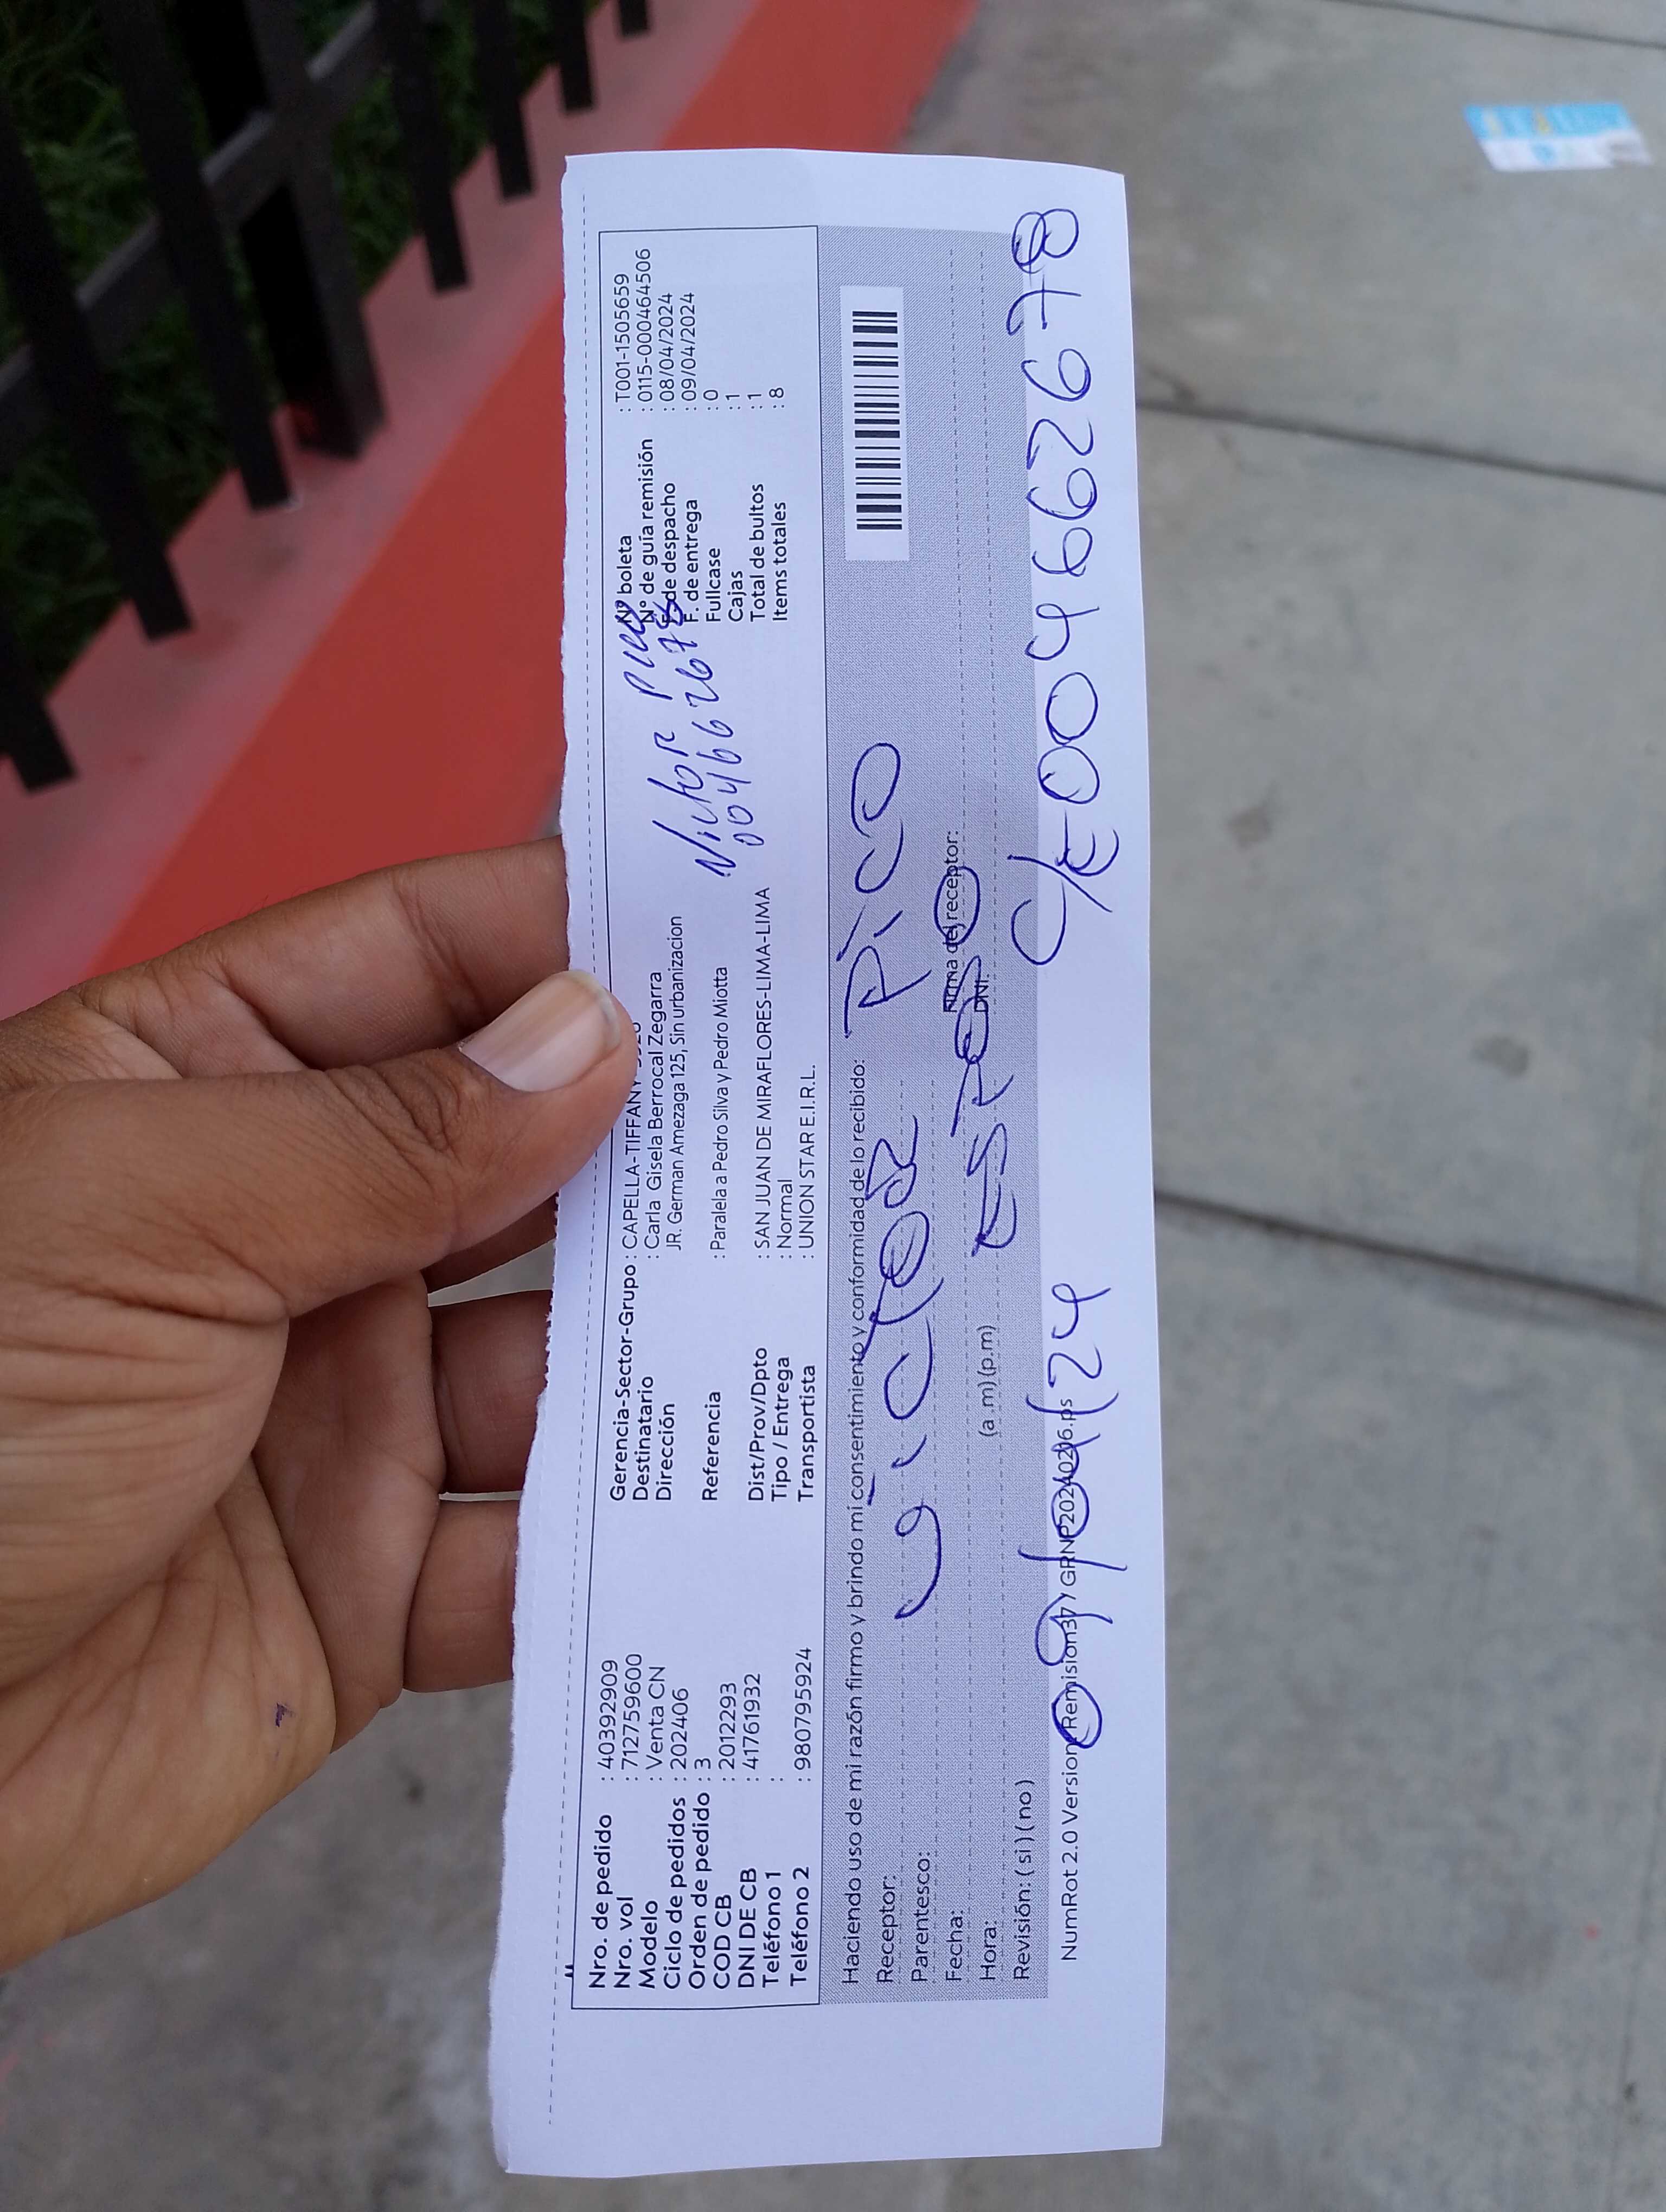 Nro. de pedido : 40392909
Nro. vol : 7127759600
Modelo : Venta CN
Ciclo de pedidos : 202406
Orden de pedido : 3
COD CB : 2012293
DNI DE CB : 41761932
Teléfono 1 :
Teléfono 2 : 980795924
Gerencia-Sector-Grupo : CAPELLA-TIFFANY
Destinatario : Carla Gisela Berrocal Zegarra
Dirección JR. German Amezaga 125, Sin urbanizacion
Referencia : Paralela a Pedro Silva y Pedro Miotta
Dist/Prov/Dpto : SAN JUAN DE MIRAFLORES-LIMA-LIMA
Tipo / Entrega : Normal
Transportista : UNION STAR E.I.R.L.
Victor Pico
004662678
N° boleta : T001-1505659
N° de guía remisión : 0115-000464506
F. de despacho : 08/04/2024
F. de entrega : 09/04/2024
Fullcase : 0
Cajas : 1
Total de bultos : 1
Items totales : 8
Haciendo uso de mi razón firmo y brindo mi consentimiento y conformidad de lo recibido:
Receptor: Victor Pico
Parentesco:
Fecha: ESPOSO Firma del receptor:
Hora: (a .m) (p.m) DNI:
Revisión: ( si ) ( no ) C/E 004662678
09/04/24
NumRot 2.0 Version: Remision37 / GRNP20240206.ps